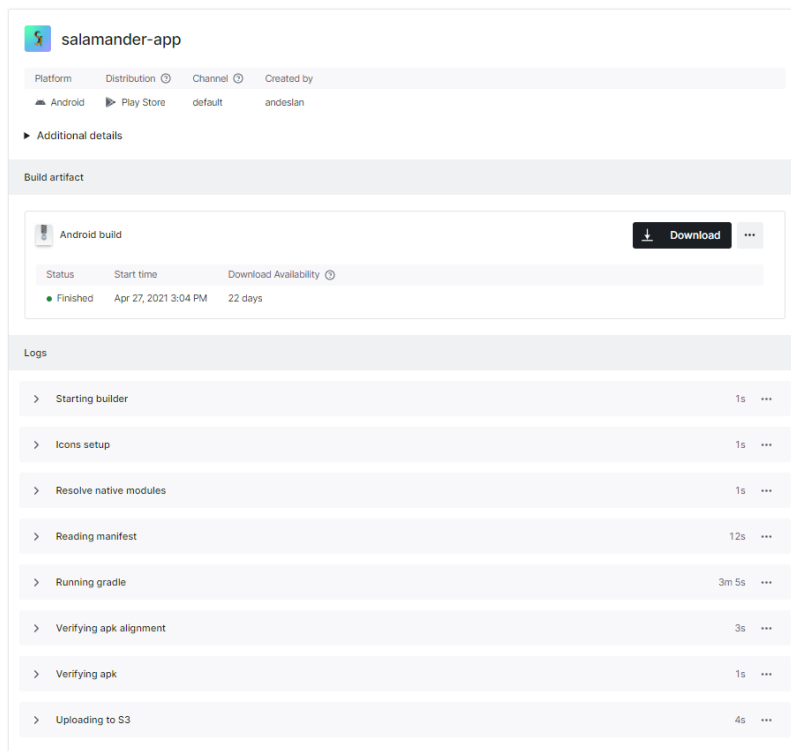 salamander-app
Platform Distribution Channel Created by
Android Play Store default andeslan
Additional details
Build artifact
Android build Download
Status Start time Download Availability
Finished Apr 27, 2021 3:04 PM 22 days
Logs
Starting builder 1s
Icons setup 1s
Resolve native modules 1s
Reading manifest 12s
Running gradle 3m 5s
Verifying apk alignment 3s
Verifying apk 1s
Uploading to S3 4s